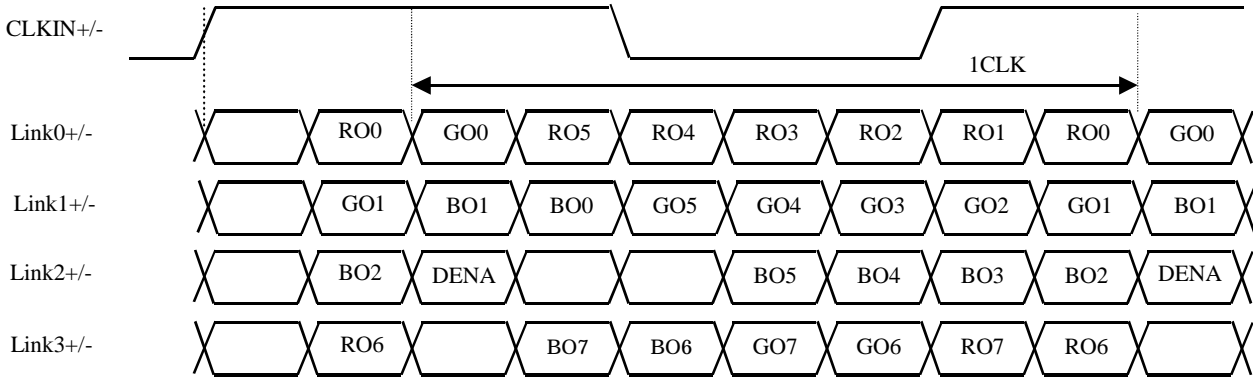 CLKIN+/-
1CLK
Link0+/- RO0 GO0 RO5 RO4 RO3 RO2 RO1 RO0 GO0
Link1+/- GO1 BO1 BO0 GO5 GO4 GO3 GO2 GO1 BO1
Link2+/- BO2 DENA BO5 BO4 BO3 BO2 DENA
Link3+/- RO6 BO7 BO6 GO7 GO6 RO7 RO6